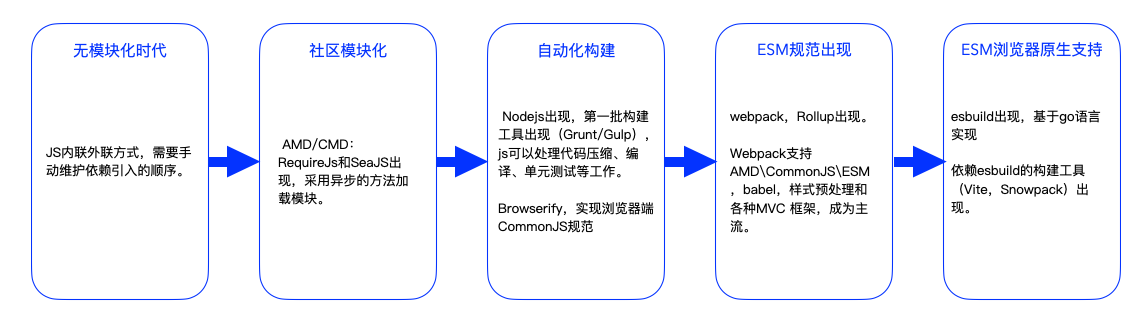 无模块化时代
JS内联外联方式，需要手
动维护依赖引入的顺序。
社区模块化
AMD/CMD：
RequireJs和SeaJS出
现，采用异步的方法加
载模块。
自动化构建
Nodejs出现，第一批构建
工具出现（Grunt/Gulp），
js可以处理代码压缩、编
译、单元测试等工作。
Browserify，实现浏览器端
CommonJS规范
ESM规范出现
webpack，Rollup出现。
Webpack支持
AMD\CommonJS\ESM
，babel，样式预处理和
各种MVC 框架，成为主
流。
ESM浏览器原生支持
esbuild出现，基于go语言
实现
依赖esbuild的构建工具
（Vite，Snowpack）出
现。